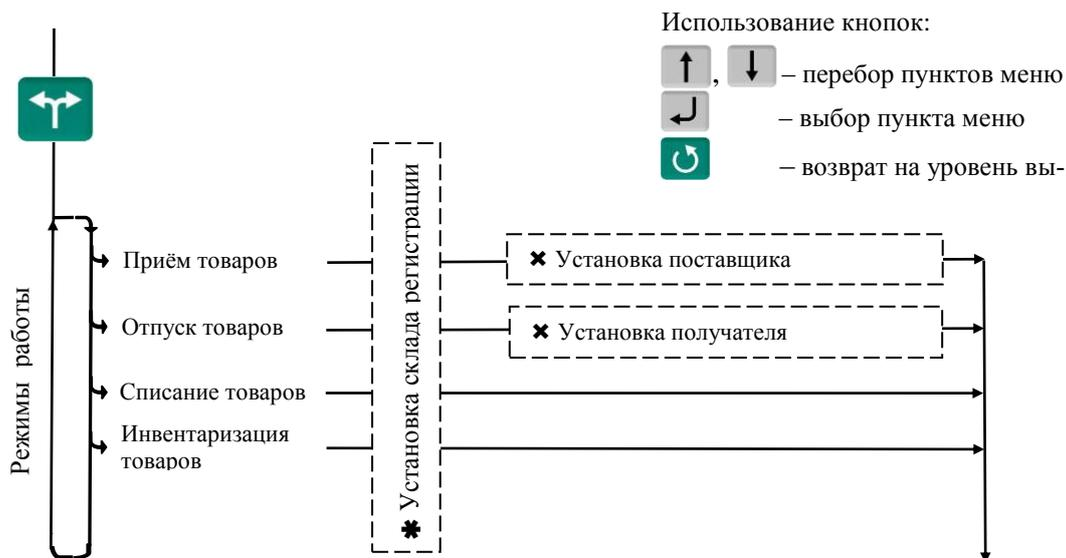 Использование кнопок:
, – перебор пунктов меню
– выбор пункта меню
– возврат на уровень вы-
Режимы работы
Приём товаров
Отпуск товаров
Списание товаров
Инвентаризация
товаров
✱ Установка склада регистрации
✖ Установка поставщика
✖ Установка получателя